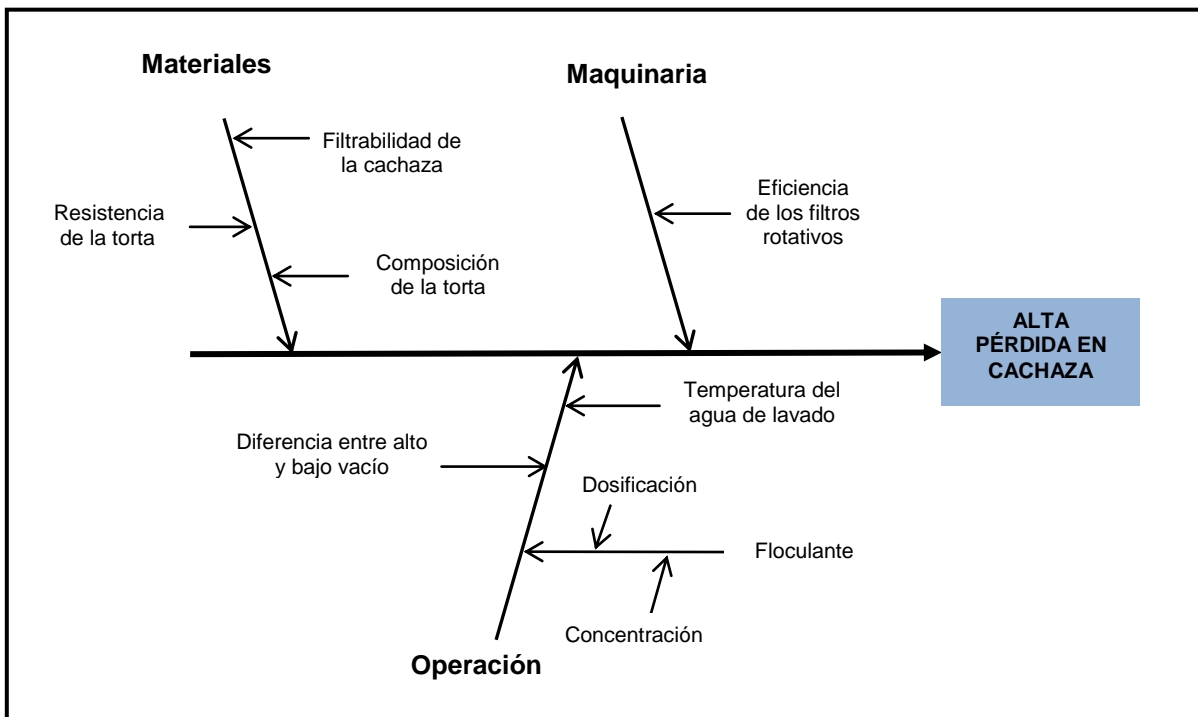 Materiales
Maquinaria
Filtrabilidad de
la cachaza
Resistencia
de la torta
Composición
de la torta
Eficiencia
de los filtros
rotativos
ALTA
PÉRDIDA EN
CACHAZA
Temperatura del
agua de lavado
Diferencia entre alto
y bajo vacío
Dosificación
Floculante
Concentración
Operación